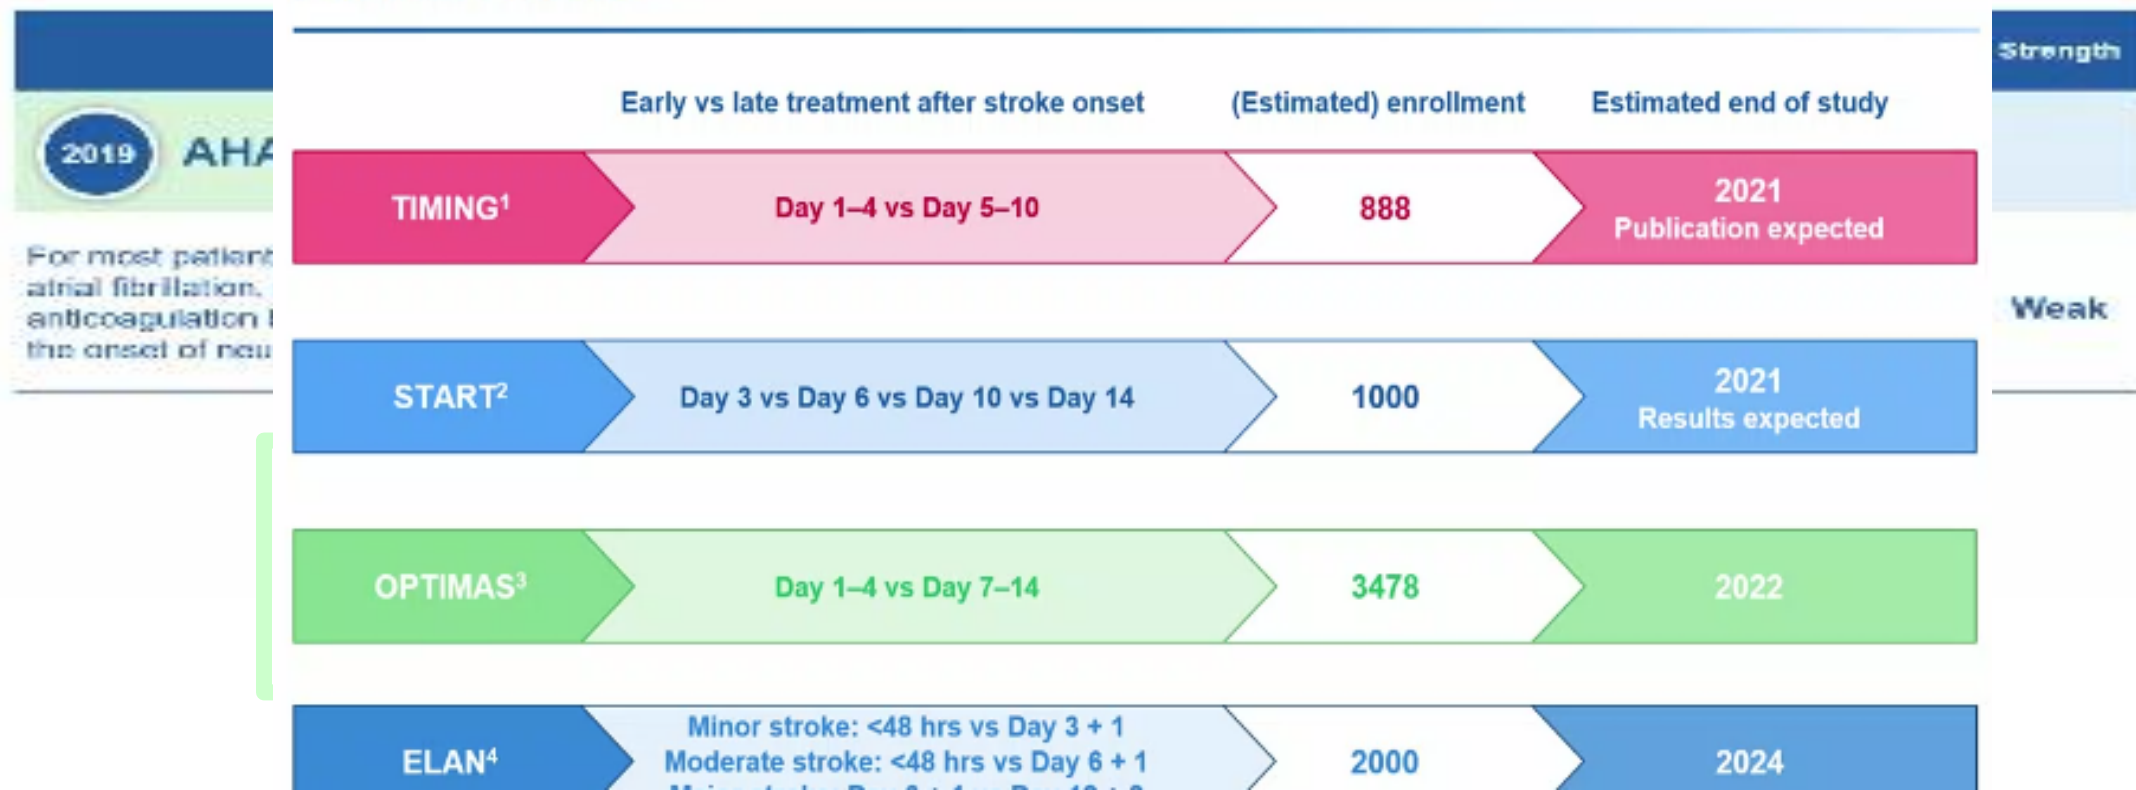 Strength
2019 AHA
For most patient
atrial fibrillation,
anticoagulation
the onset of neu
Weak
Early vs late treatment after stroke onset (Estimated) enrollment Estimated end of study
TIMING¹ Day 1–4 vs Day 5–10 888 2021
Publication expected
START² Day 3 vs Day 6 vs Day 10 vs Day 14 1000 2021
Results expected
OPTIMAS³ Day 1–4 vs Day 7–14 3478 2022
Minor stroke: <48 hrs vs Day 3 + 1
ELAN⁴ Moderate stroke: <48 hrs vs Day 6 + 1 2000 2024